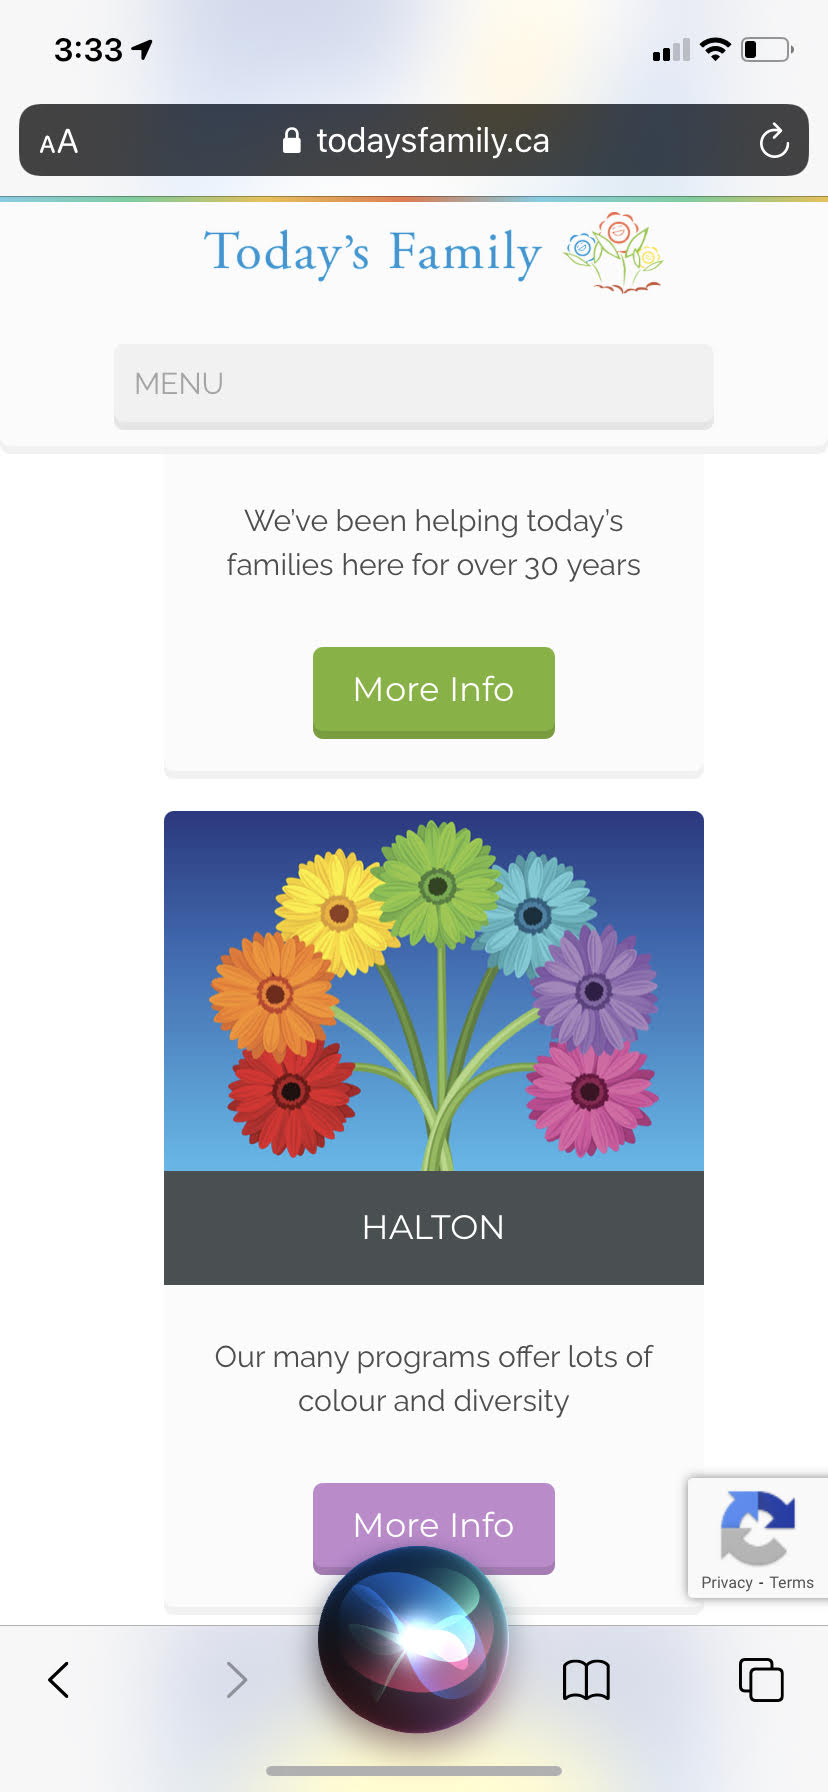 3:33
AA
todaysfamily.ca
Today's Family
MENU
We've been helping today's
families here for over 30 years
More Info
HALTON
Our many programs offer lots of
colour and diversity
More Info
Privacy - Terms